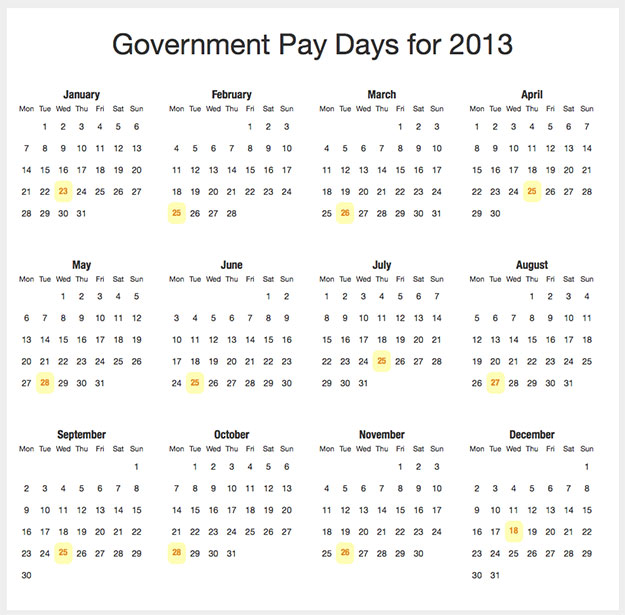 Government Pay Days for 2013
January
Mon Tue Wed Thu Fri Sat Sun
1 2 3 4 5 6
7 8 9 10 11 12 13
14 15 16 17 18 19 20
21 22 23 24 25 26 27
28 29 30 31
February
Mon Tue Wed Thu Fri Sat Sun
1 2 3
4 5 6 7 8 9 10
11 12 13 14 15 16 17
18 19 20 21 22 23 24
25 26 27 28
March
Mon Tue Wed Thu Fri Sat Sun
1 2 3
4 5 6 7 8 9 10
11 12 13 14 15 16 17
18 19 20 21 22 23 24
25 26 27 28 29 30 31
April
Mon Tue Wed Thu Fri Sat Sun
1 2 3 4 5 6 7
8 9 10 11 12 13 14
15 16 17 18 19 20 21
22 23 24 25 26 27 28
29 30
May
Mon Tue Wed Thu Fri Sat Sun
1 2 3 4 5
6 7 8 9 10 11 12
13 14 15 16 17 18 19
20 21 22 23 24 25 26
27 28 29 30 31
June
Mon Tue Wed Thu Fri Sat Sun
1 2
3 4 5 6 7 8 9
10 11 12 13 14 15 16
17 18 19 20 21 22 23
24 25 26 27 28 29 30
July
Mon Tue Wed Thu Fri Sat Sun
1 2 3 4 5 6 7
8 9 10 11 12 13 14
15 16 17 18 19 20 21
22 23 24 25 26 27 28
29 30 31
August
Mon Tue Wed Thu Fri Sat Sun
1 2 3 4
5 6 7 8 9 10 11
12 13 14 15 16 17 18
19 20 21 22 23 24 25
26 27 28 29 30 31
September
Mon Tue Wed Thu Fri Sat Sun
1
2 3 4 5 6 7 8
9 10 11 12 13 14 15
16 17 18 19 20 21 22
23 24 25 26 27 28 29
30
October
Mon Tue Wed Thu Fri Sat Sun
1 2 3 4 5 6
7 8 9 10 11 12 13
14 15 16 17 18 19 20
21 22 23 24 25 26 27
28 29 30 31
November
Mon Tue Wed Thu Fri Sat Sun
1 2 3
4 5 6 7 8 9 10
11 12 13 14 15 16 17
18 19 20 21 22 23 24
25 26 27 28 29 30
December
Mon Tue Wed Thu Fri Sat Sun
1
2 3 4 5 6 7 8
9 10 11 12 13 14 15
16 17 18 19 20 21 22
23 24 25 26 27 28 29
30 31